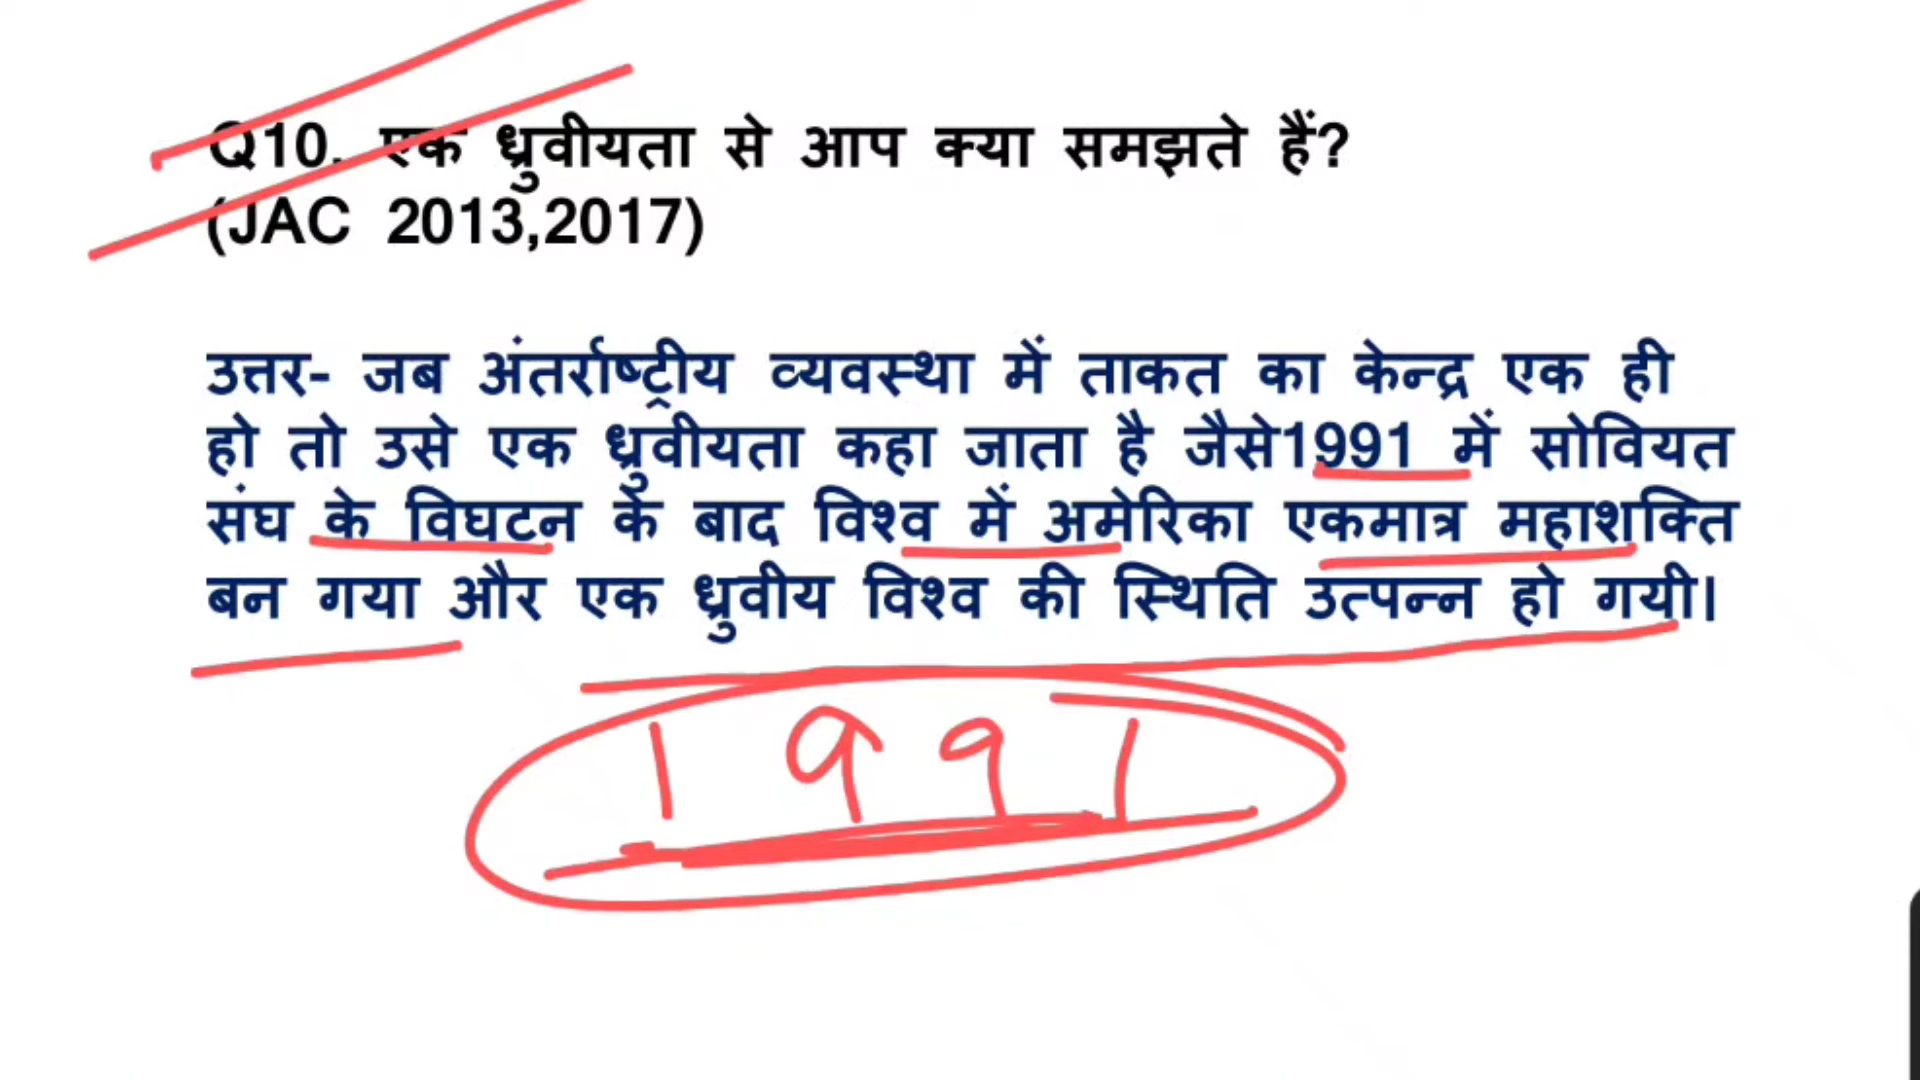 Q10. एक ध्रुवीयता से आप क्या समझते हैं?
(JAC 2013,2017)
उत्तर- जब अंतर्राष्ट्रीय व्यवस्था में ताकत का केन्द्र एक ही
हो तो उसे एक ध्रुवीयता कहा जाता है जैसे1991 में सोवियत
संघ के विघटन के बाद विश्व में अमेरिका एकमात्र महाशक्ति
बन गया और एक ध्रुवीय विश्व की स्थिति उत्पन्न हो गयी।
1991